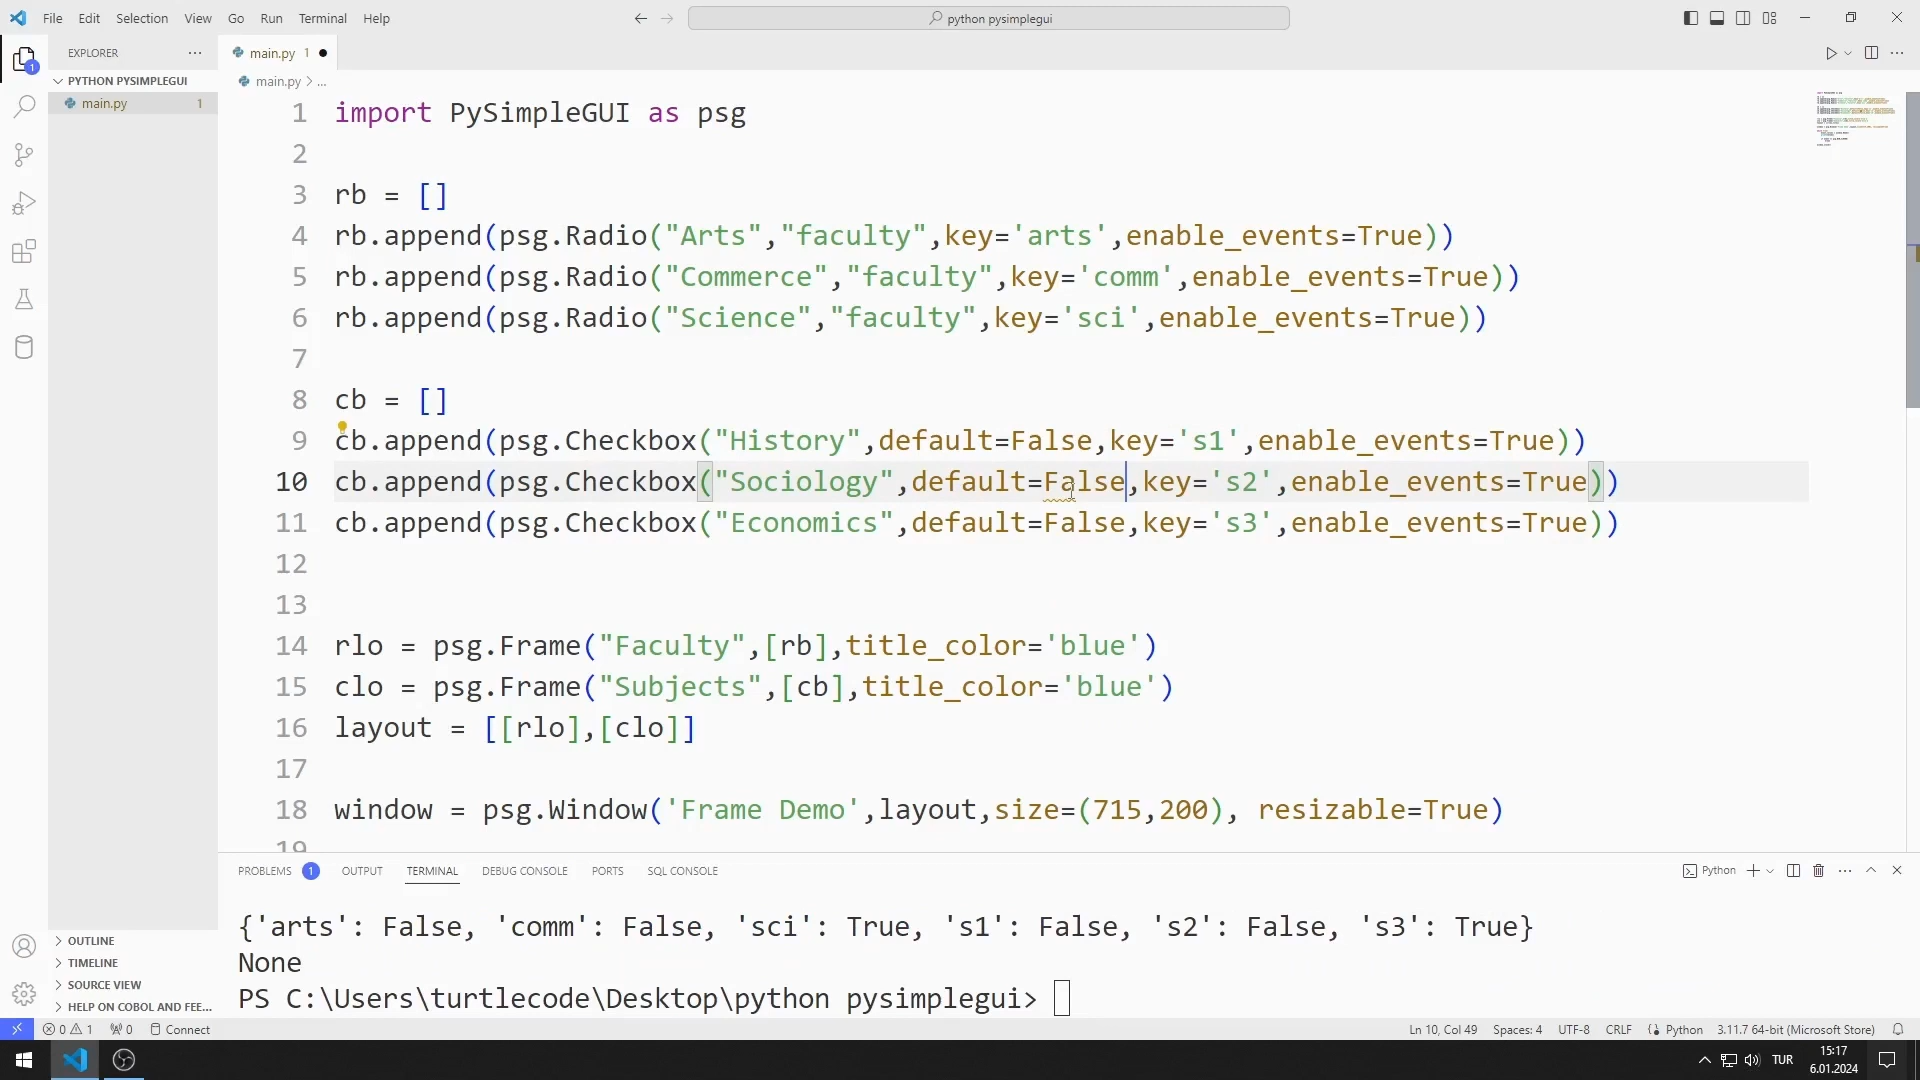 File Edit Selection View Go Run Terminal Help
python pysimplegui
EXPLORER
PYTHON PYSIMPLEGUI
main.py 1
1
main.py 1
main.py > ...
1 import PySimpleGUI as psg
2
3 rb = []
4 rb.append(psg.Radio("Arts","faculty",key='arts',enable_events=True))
5 rb.append(psg.Radio("Commerce","faculty",key='comm',enable_events=True))
6 rb.append(psg.Radio("Science","faculty",key='sci',enable_events=True))
7
8 cb = []
9 cb.append(psg.Checkbox("History",default=False,key='s1',enable_events=True))
10 cb.append(psg.Checkbox("Sociology",default=False,key='s2',enable_events=True))
11 cb.append(psg.Checkbox("Economics",default=False,key='s3',enable_events=True))
12
13
14 rlo = psg.Frame("Faculty",[rb],title_color='blue')
15 clo = psg.Frame("Subjects",[cb],title_color='blue')
16 layout = [[rlo],[clo]]
17
18 window = psg.Window('Frame Demo',layout,size=(715,200), resizable=True)
19
PROBLEMS 1 OUTPUT TERMINAL DEBUG CONSOLE PORTS SQL CONSOLE
Python
{'arts': False, 'comm': False, 'sci': True, 's1': False, 's2': False, 's3': True}
None
PS C:\Users\turtlecode\Desktop\python pysimplegui>
OUTLINE
TIMELINE
SOURCE VIEW
HELP ON COBOL AND FEE...
0 1 0 Connect
Ln 10, Col 49 Spaces: 4 UTF-8 CRLF Python 3.11.7 64-bit (Microsoft Store)
TUR
15:17
6.01.2024